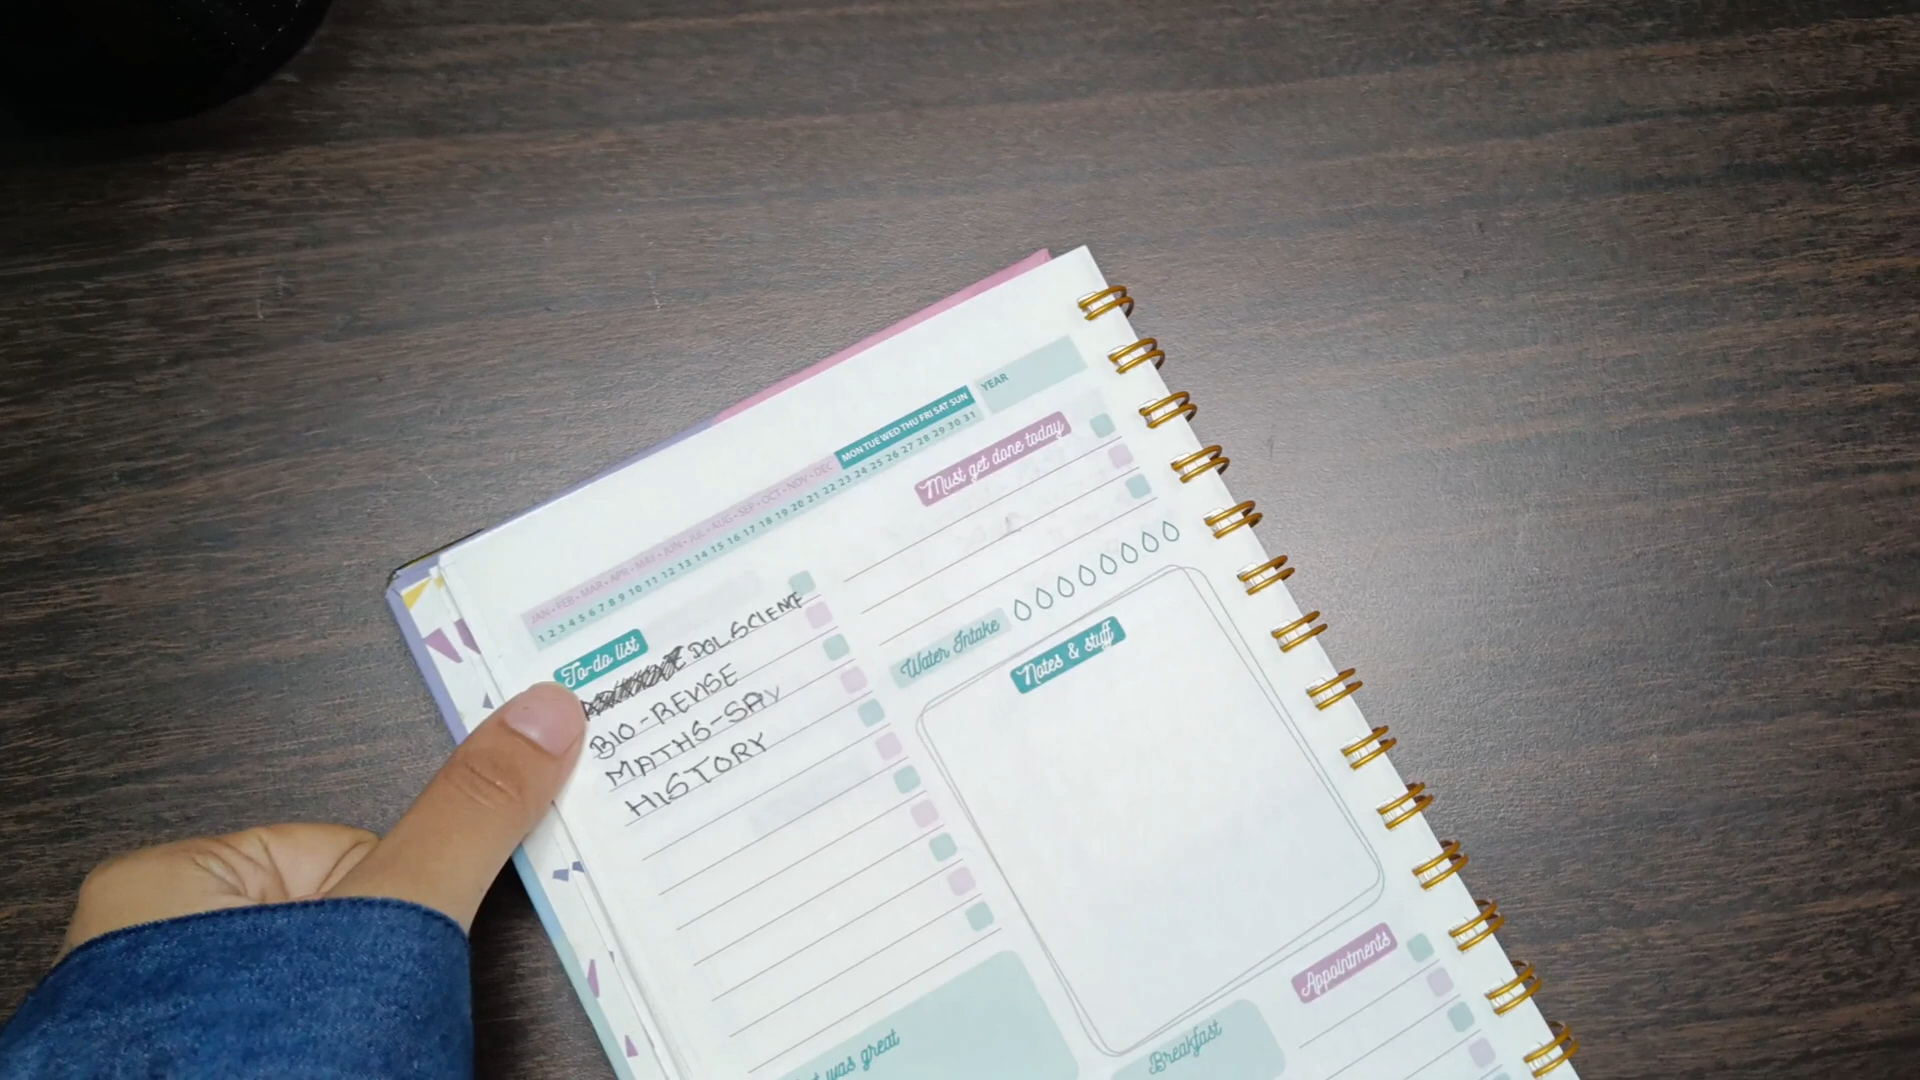 YEAR
MON TUE WED THU FRI SAT SUN
JAN • FEB • MAR • APR • MAY • JUN • JUL • AUG • SEP • OCT • NOV • DEC
1 2 3 4 5 6 7 8 9 10 11 12 13 14 15 16 17 18 19 20 21 22 23 24 25 26 27 28 29 30 31
Must get done today
To-do list
POL.SCIENCE
BIO-REVISE
MATHS-SAY
HISTORY
Water Intake
Notes & stuff
Appointments
was great
Breakfast